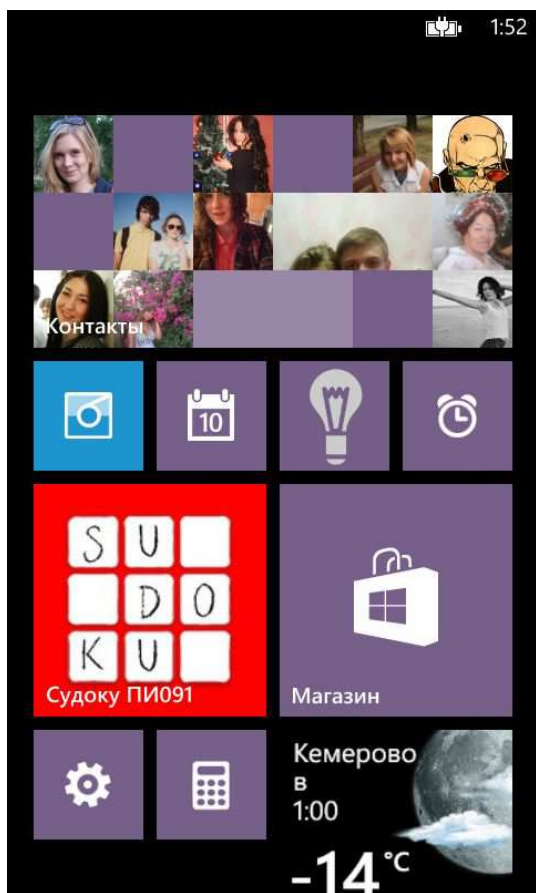 1:52
Контакты
10
S U
D O
K U
Судоку ПИ091
Магазин
Кемерово
в
1:00
-14°C